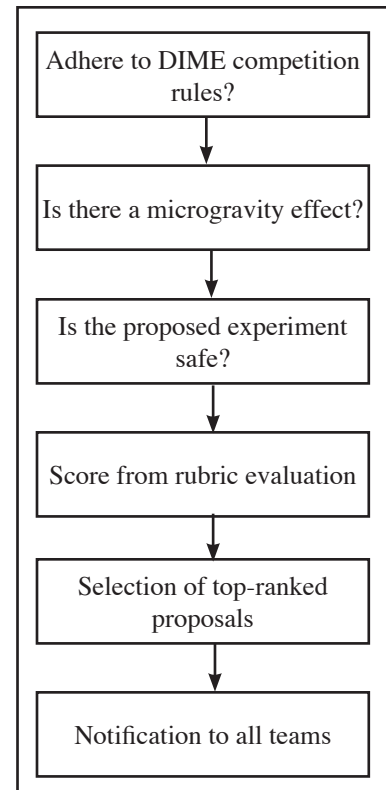 Adhere to DIME competition
rules?
Is there a microgravity effect?
Is the proposed experiment
safe?
Score from rubric evaluation
Selection of top-ranked
proposals
Notification to all teams